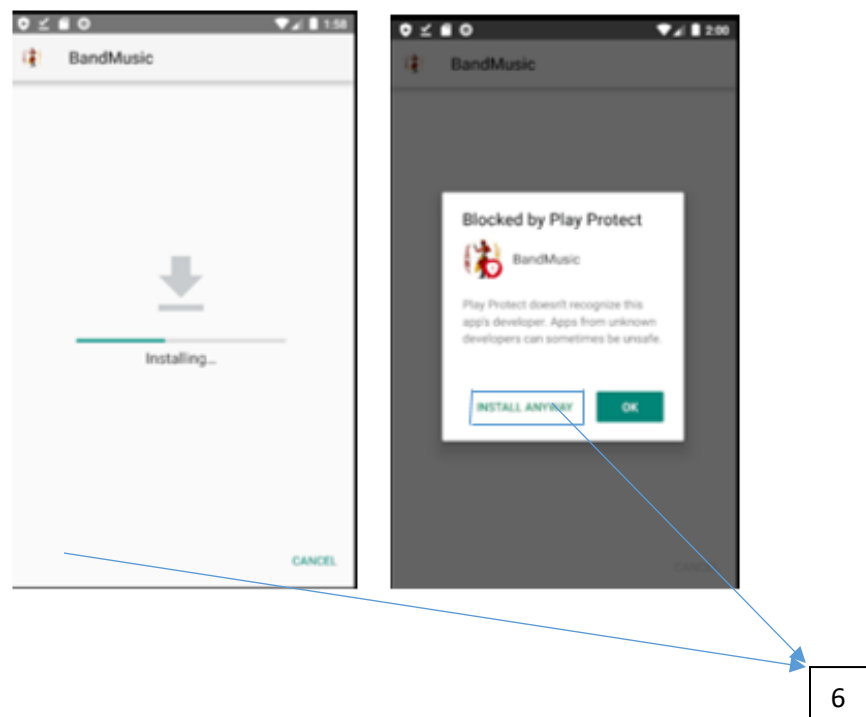 1:58
BandMusic
Installing...
CANCEL
2:00
BandMusic
Blocked by Play Protect
BandMusic
Play Protect doesn't recognize this
app's developer. Apps from unknown
developers can sometimes be unsafe.
INSTALL ANYWAY
OK
CANCEL
6